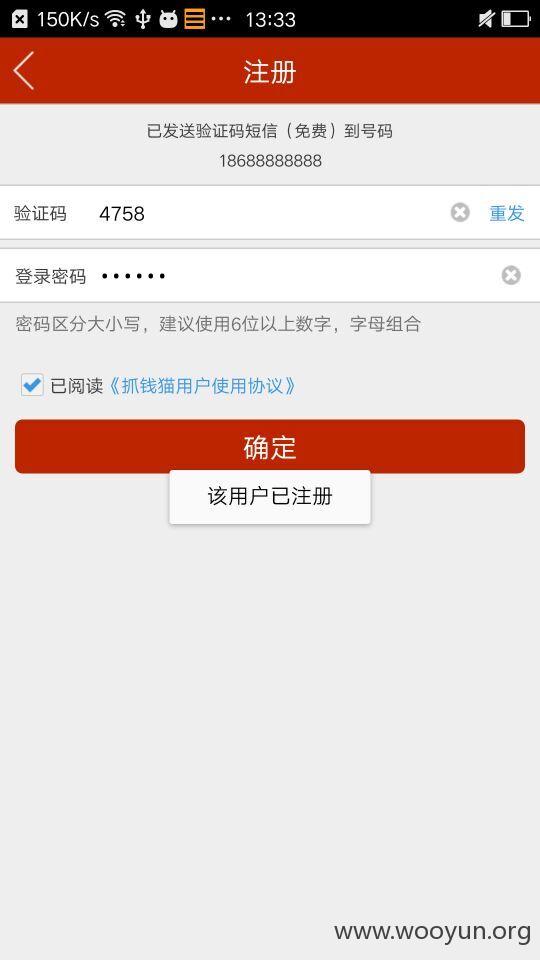 150K/s ··· 13:33
注册
已发送验证码短信（免费）到号码
18688888888
验证码 4758 重发
登录密码 ••••••
密码区分大小写，建议使用6位以上数字，字母组合
已阅读《抓钱猫用户使用协议》
确定
该用户已注册
www.wooyun.org